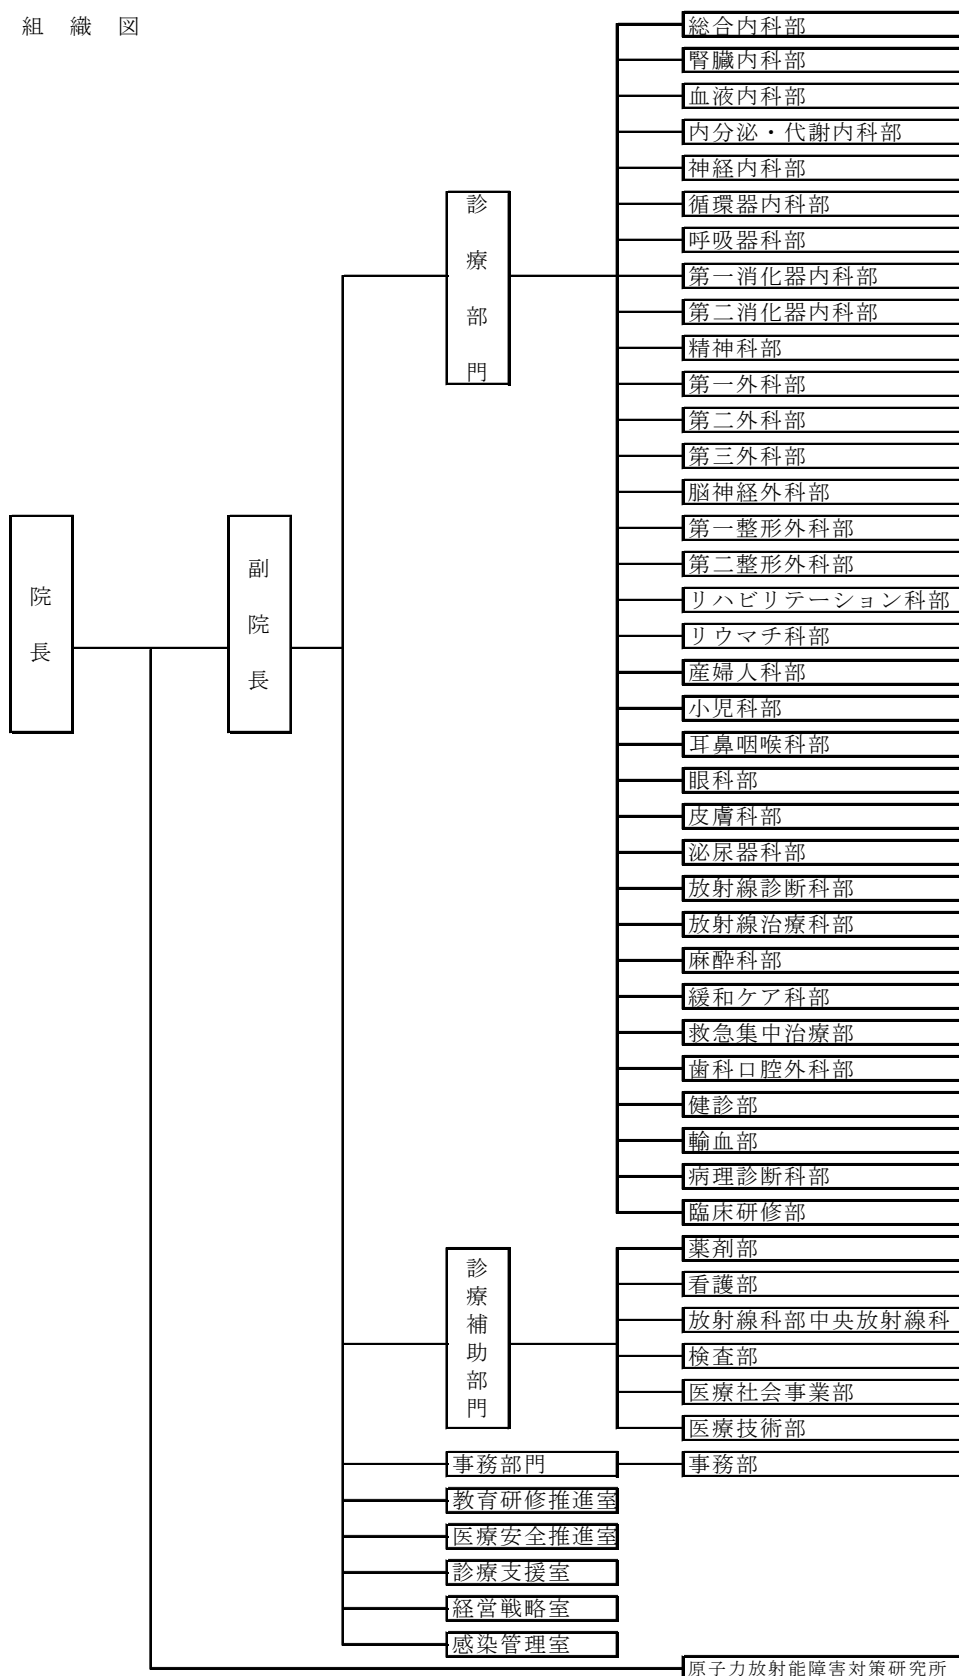 組織図
院長
副院長
診療部門
総合内科部
腎臓内科部
血液内科部
内分泌・代謝内科部
神経内科部
循環器内科部
呼吸器科部
第一消化器内科部
第二消化器内科部
精神科部
第一外科部
第二外科部
第三外科部
脳神経外科部
第一整形外科部
第二整形外科部
リハビリテーション科部
リウマチ科部
産婦人科部
小児科部
耳鼻咽喉科部
眼科部
皮膚科部
泌尿器科部
放射線診断科部
放射線治療科部
麻酔科部
緩和ケア科部
救急集中治療部
歯科口腔外科部
健診部
輸血部
病理診断科部
臨床研修部
診療補助部門
薬剤部
看護部
放射線科部中央放射線科
検査部
医療社会事業部
医療技術部
事務部門
事務部
教育研修推進室
医療安全推進室
診療支援室
経営戦略室
感染管理室
原子力放射能障害対策研究所